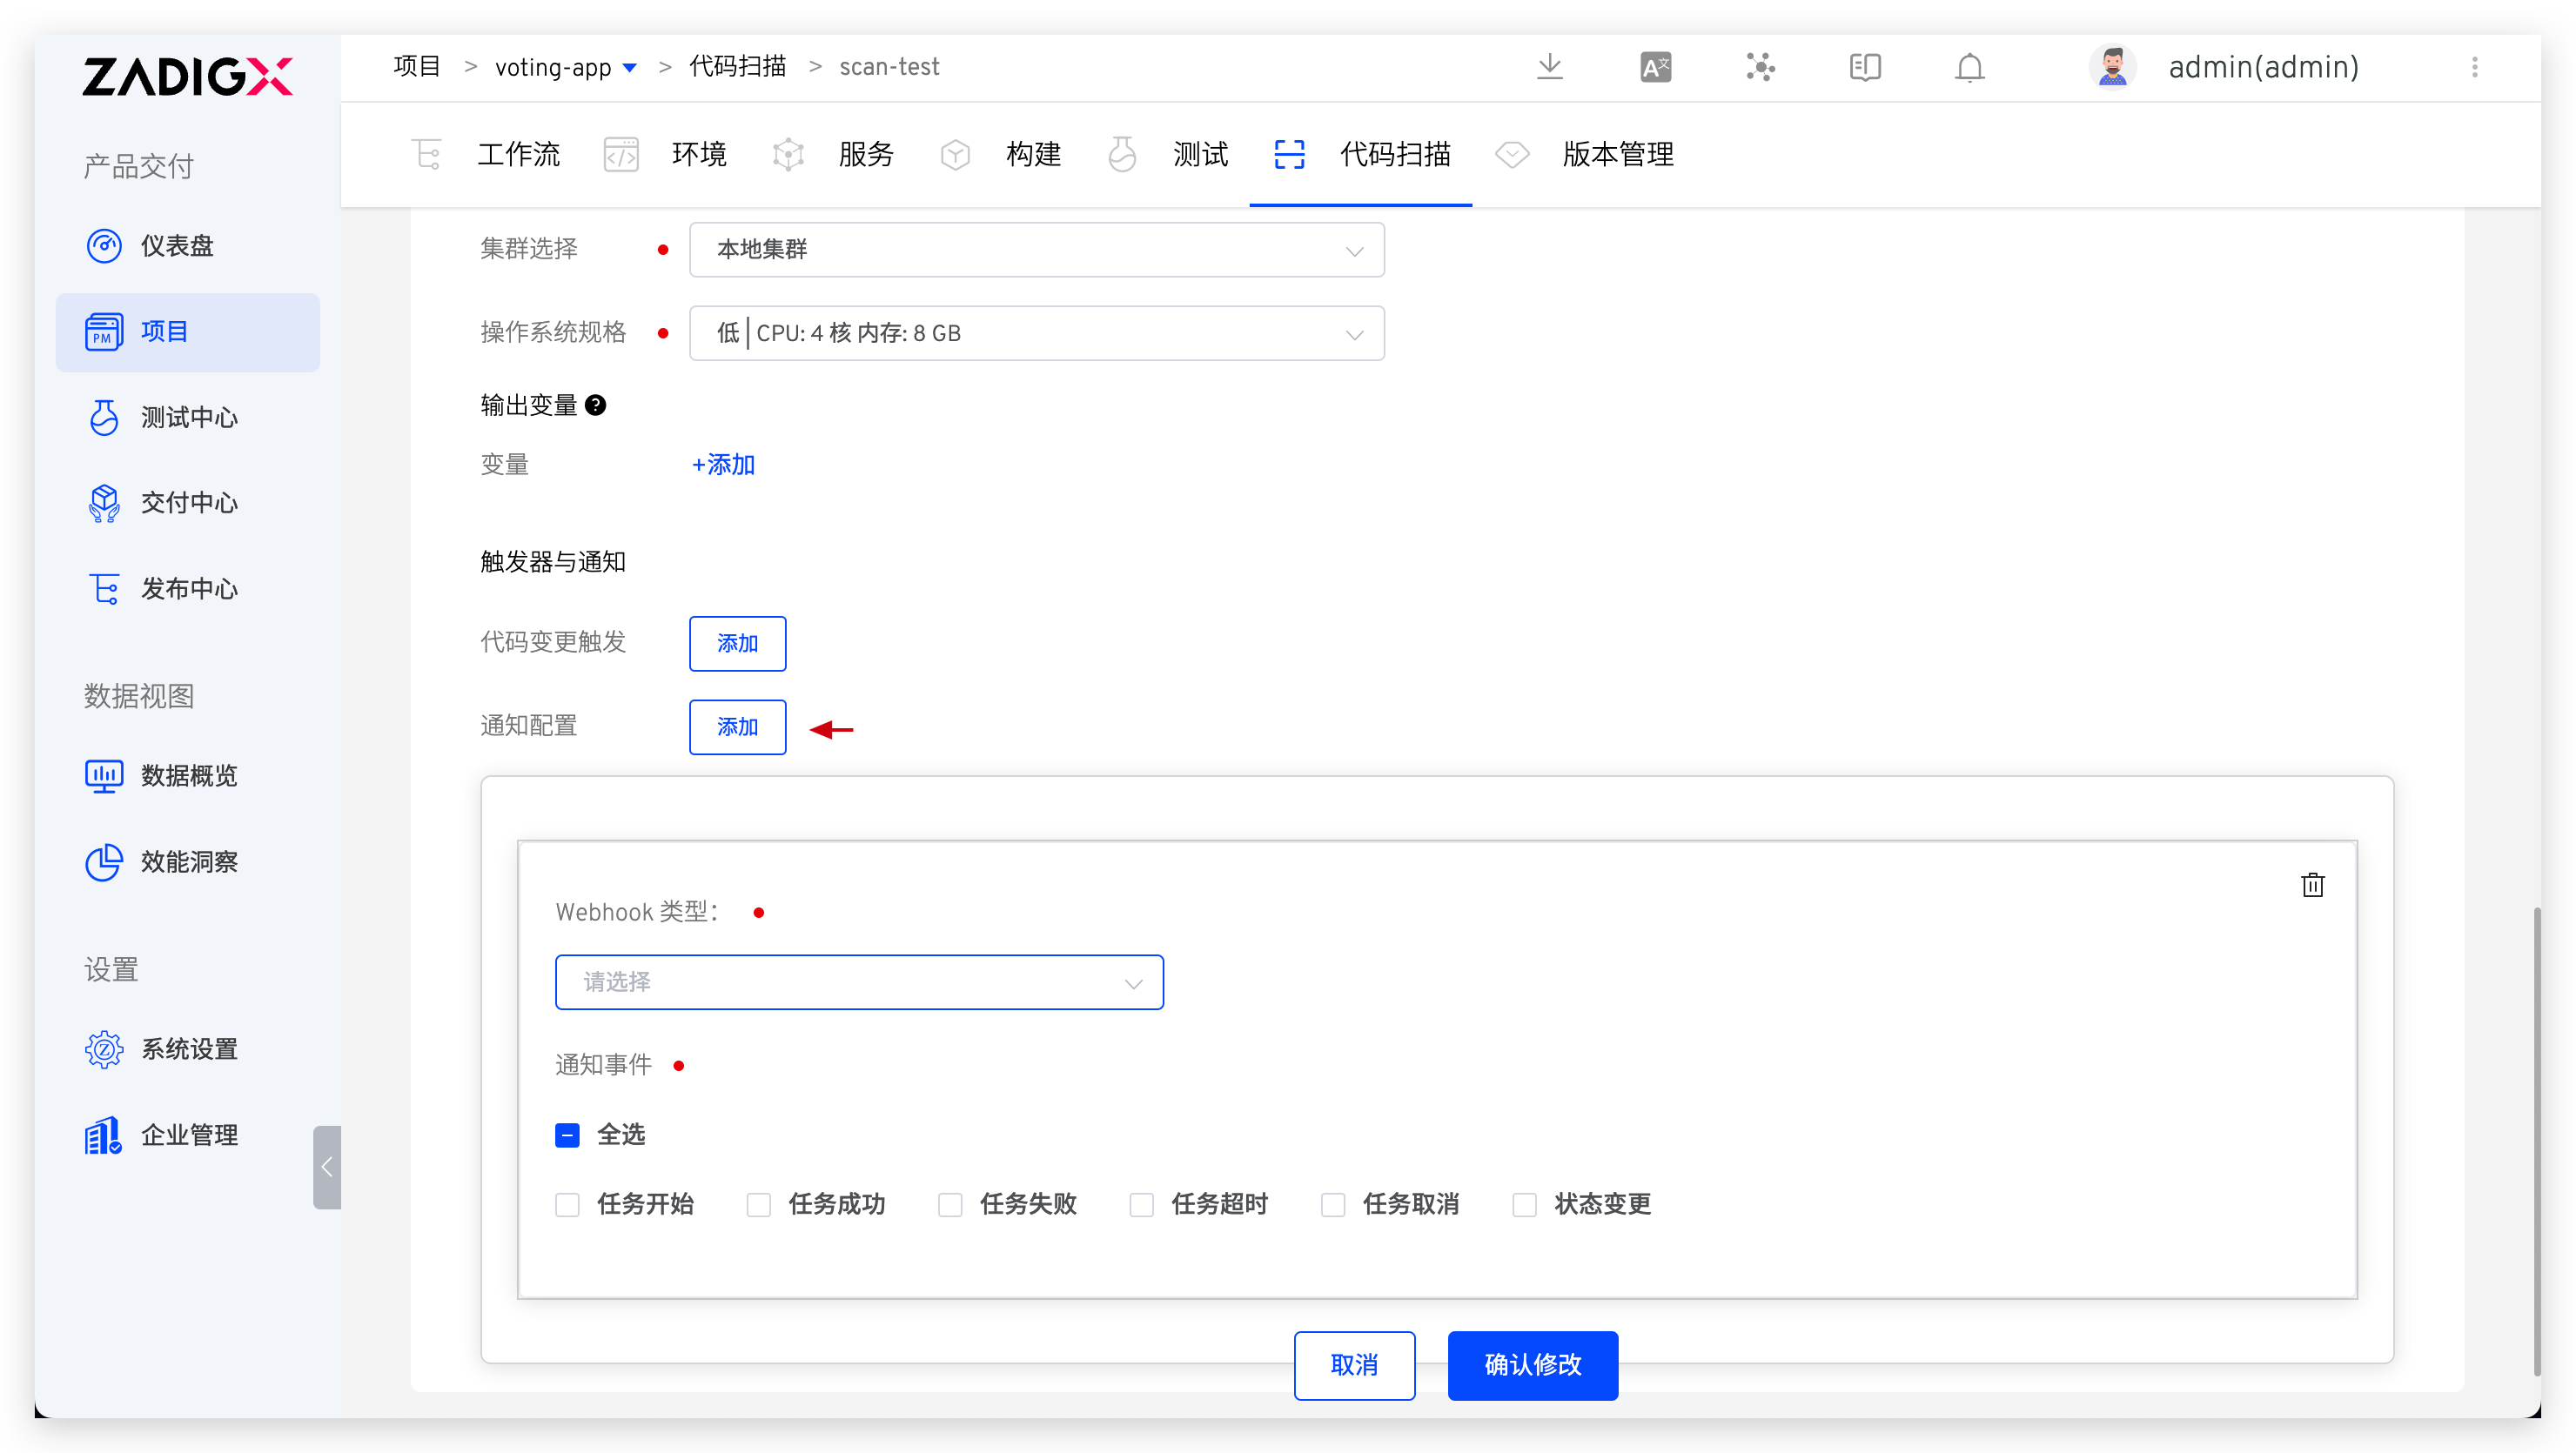 ZADIGX
项目 > voting-app > 代码扫描 > scan-test
admin(admin)
产品交付
仪表盘
项目
测试中心
交付中心
发布中心
数据视图
数据概览
效能洞察
设置
系统设置
企业管理
工作流 环境 服务 构建 测试 代码扫描 版本管理
集群选择 本地集群
操作系统规格 低 | CPU: 4 核 内存: 8 GB
输出变量 ?
变量 +添加
触发器与通知
代码变更触发 添加
通知配置 添加
Webhook 类型：
请选择
通知事件
全选
任务开始 任务成功 任务失败 任务超时 任务取消 状态变更
取消 确认修改